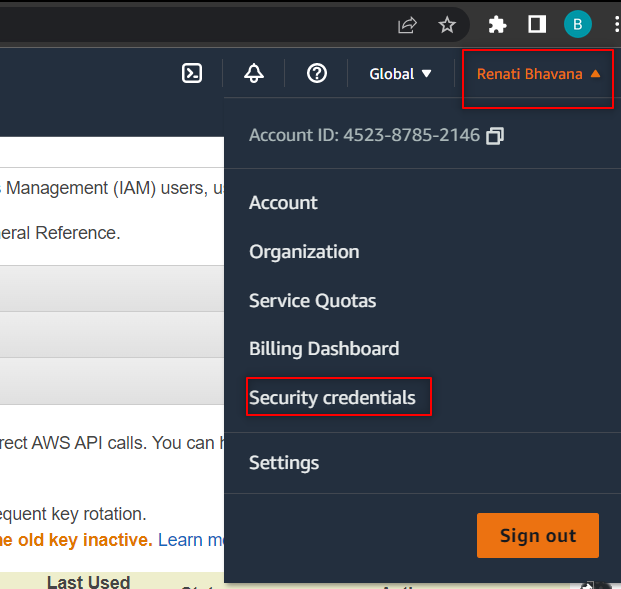 B
Global
Renati Bhavana
Account ID: 4523-8785-2146
Management (IAM) users,
Account
eral Reference.
Organization
Service Quotas
Billing Dashboard
Security credentials
rect AWS API calls. You can
Settings
equent key rotation.
e old key inactive. Learn
Sign out
Last Used